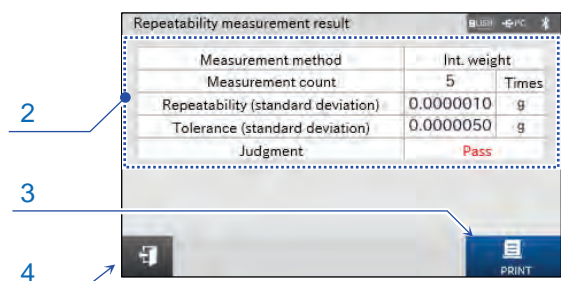 Repeatability measurement result USB PC
2
Measurement method Int. weight
Measurement count 5 Times
Repeatability (standard deviation) 0.0000010 g
Tolerance (standard deviation) 0.0000050 g
Judgment Pass
3
4
PRINT